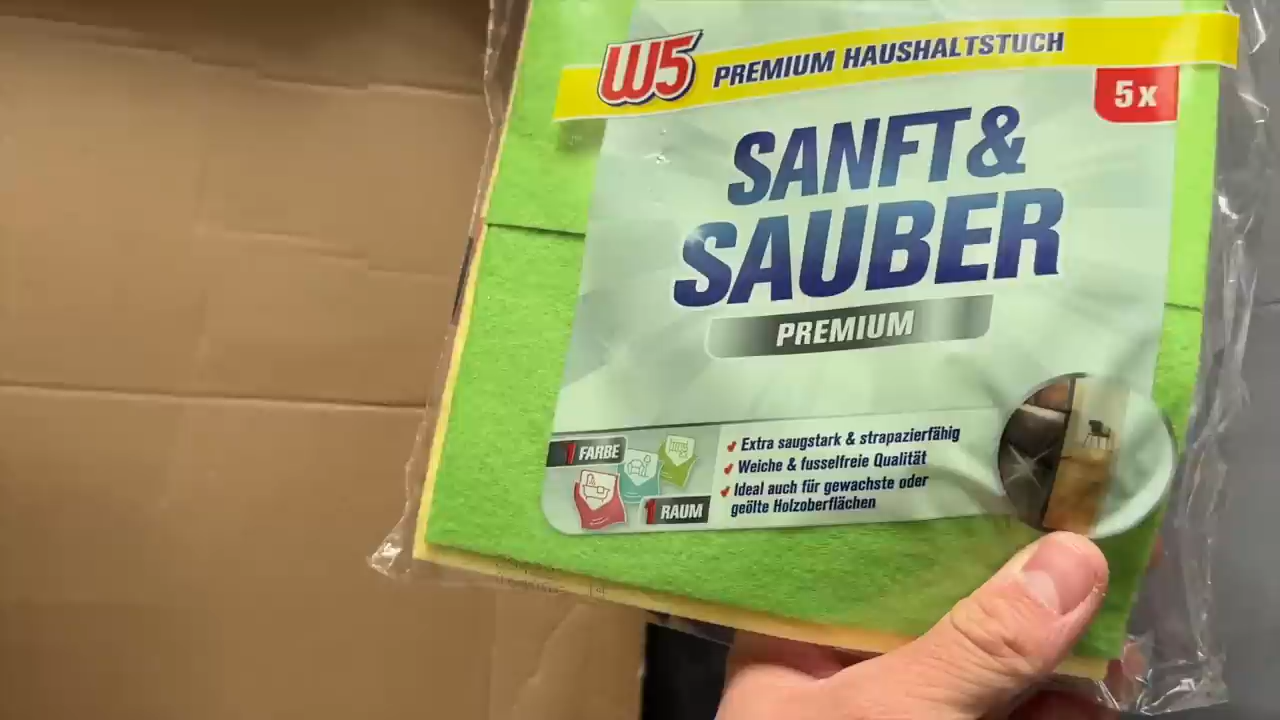 W5 PREMIUM HAUSHALTSTUCH
5x
SANFT&
SAUBER
PREMIUM
1 FARBE
1 RAUM
Extra saugstark & strapazierfähig
Weiche & fusselfreie Qualität
Ideal auch für gewachste oder
geölte Holzoberflächen